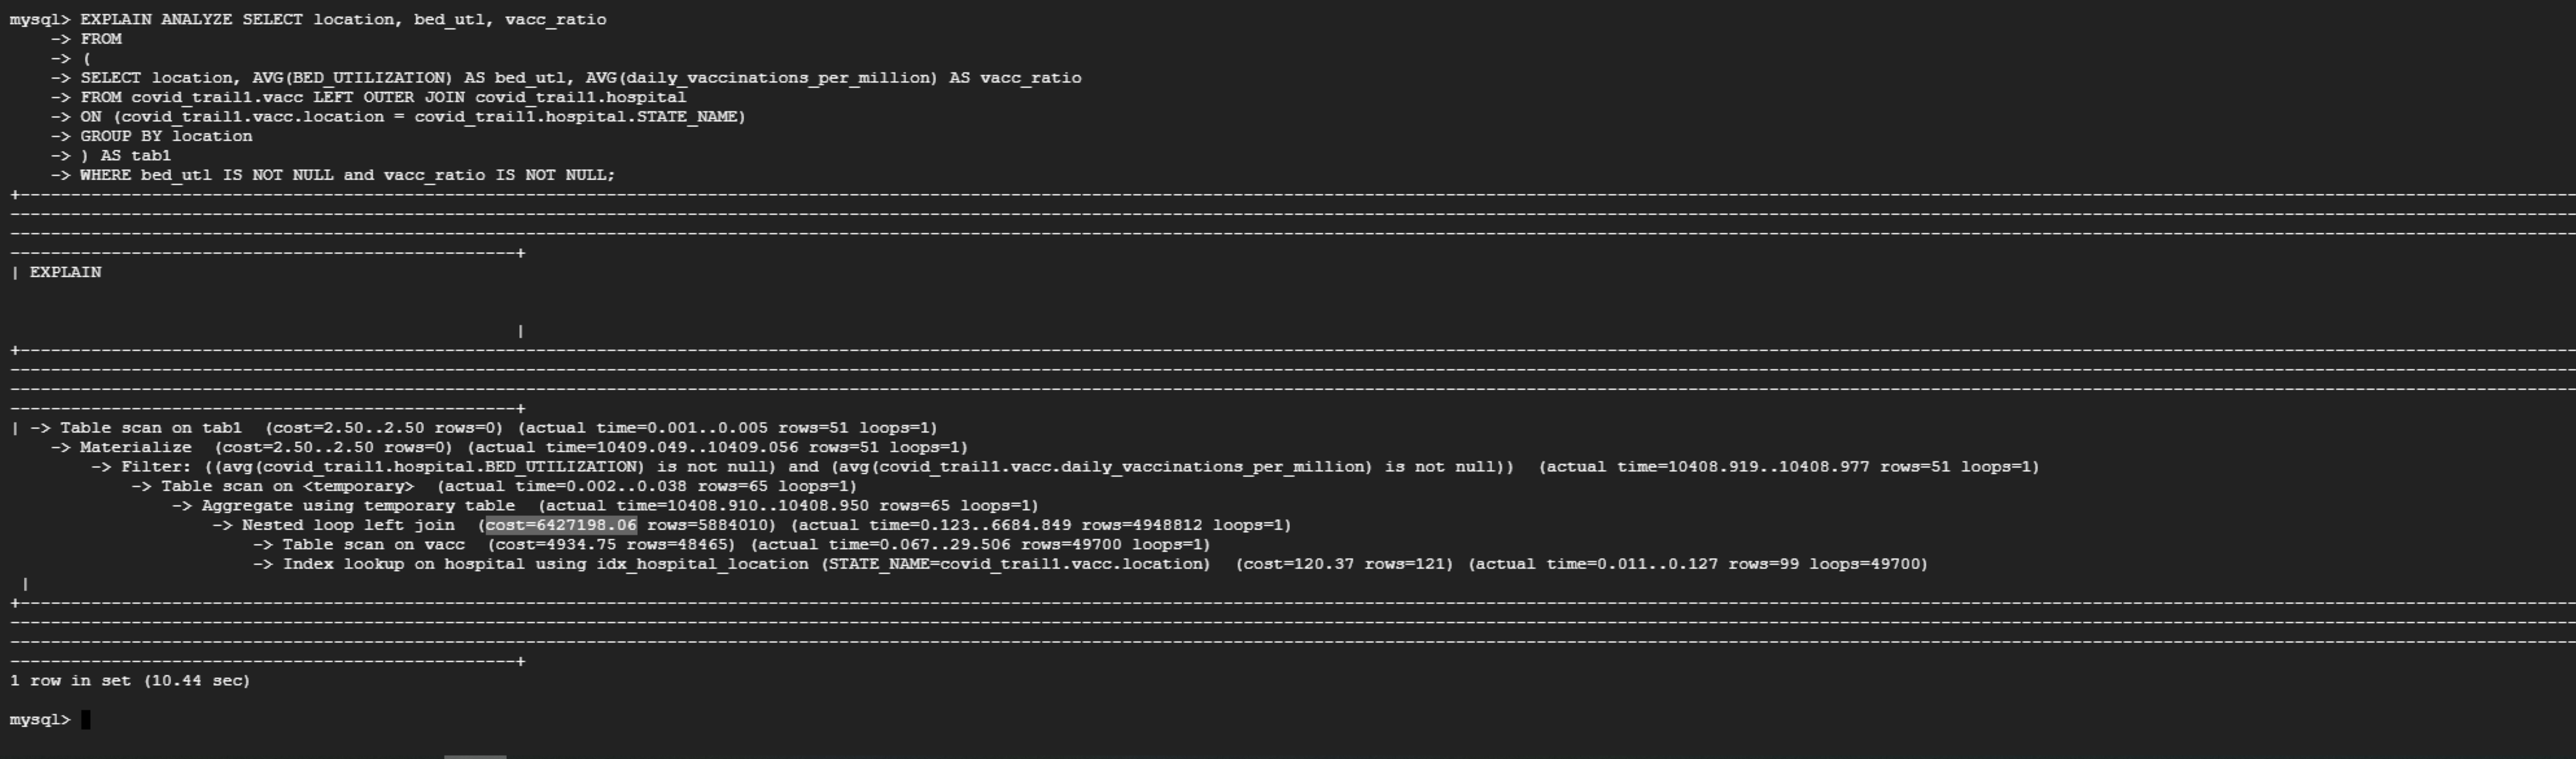 mysql> EXPLAIN ANALYZE SELECT location, bed_utl, vacc_ratio
-> FROM
-> (
-> SELECT location, AVG(BED_UTILIZATION) AS bed_utl, AVG(daily_vaccinations_per_million) AS vacc_ratio
-> FROM covid_trail1.vacc LEFT OUTER JOIN covid_trail1.hospital
-> ON (covid_trail1.vacc.location = covid_trail1.hospital.STATE_NAME)
-> GROUP BY location
-> ) AS tab1
-> WHERE bed_utl IS NOT NULL and vacc_ratio IS NOT NULL;
| EXPLAIN
|
| -> Table scan on tab1  (cost=2.50..2.50 rows=0) (actual time=0.001..0.005 rows=51 loops=1)
-> Materialize  (cost=2.50..2.50 rows=0) (actual time=10409.049..10409.056 rows=51 loops=1)
-> Filter: ((avg(covid_trail1.hospital.BED_UTILIZATION) is not null) and (avg(covid_trail1.vacc.daily_vaccinations_per_million) is not null))  (actual time=10408.919..10408.977 rows=51 loops=1)
-> Table scan on <temporary>  (actual time=0.002..0.038 rows=65 loops=1)
-> Aggregate using temporary table  (actual time=10408.910..10408.950 rows=65 loops=1)
-> Nested loop left join  (cost=6427198.06 rows=5884010) (actual time=0.123..6684.849 rows=4948812 loops=1)
-> Table scan on vacc  (cost=4934.75 rows=48465) (actual time=0.067..29.506 rows=49700 loops=1)
-> Index lookup on hospital using idx_hospital_location (STATE_NAME=covid_trail1.vacc.location)  (cost=120.37 rows=121) (actual time=0.011..0.127 rows=99 loops=49700)
|
1 row in set (10.44 sec)
mysql>